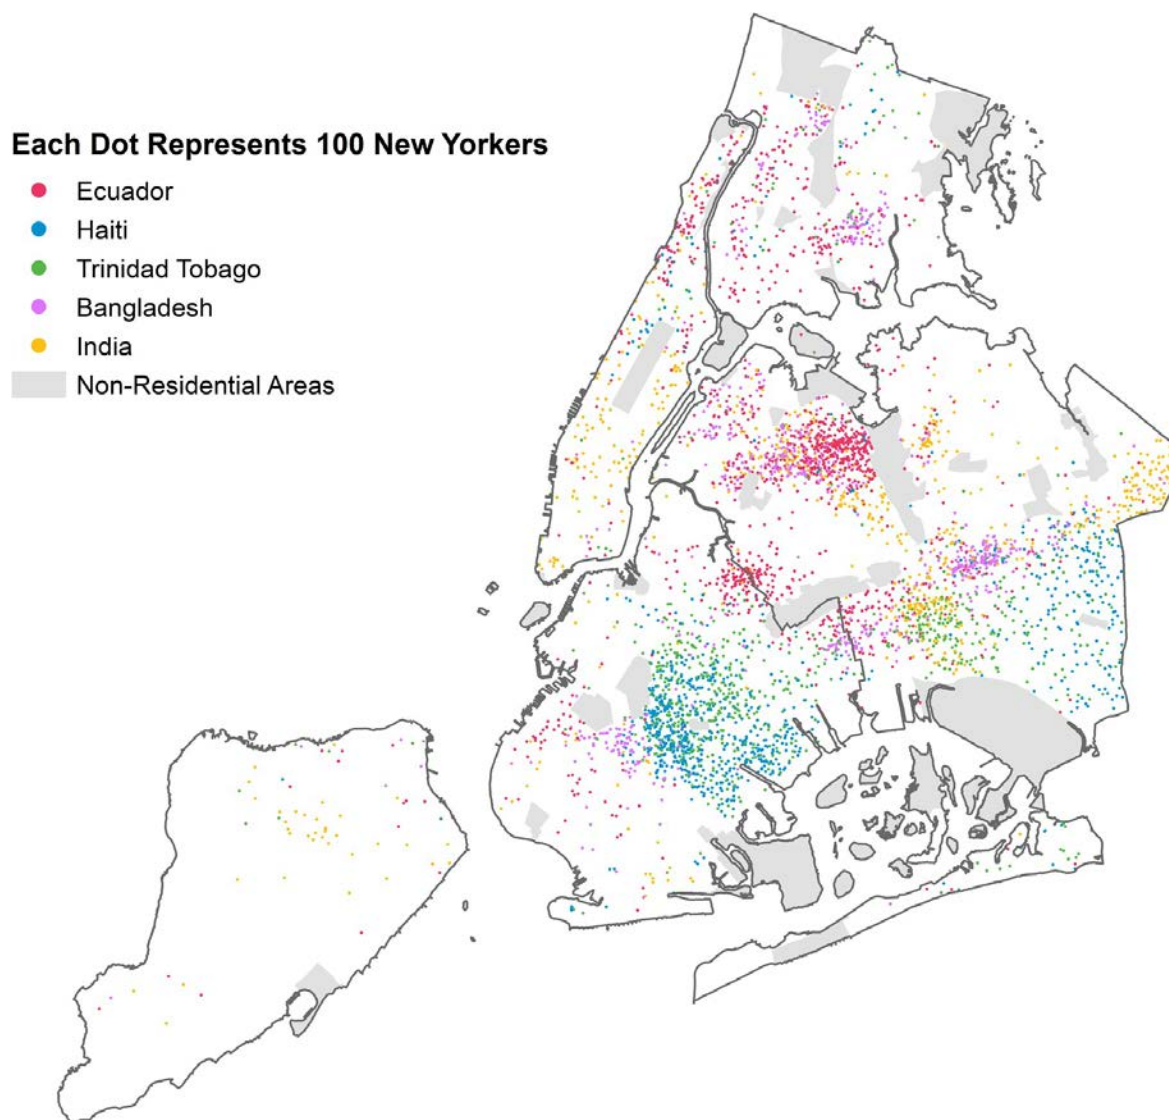 Each Dot Represents 100 New Yorkers
Ecuador
Haiti
Trinidad Tobago
Bangladesh
India
Non-Residential Areas